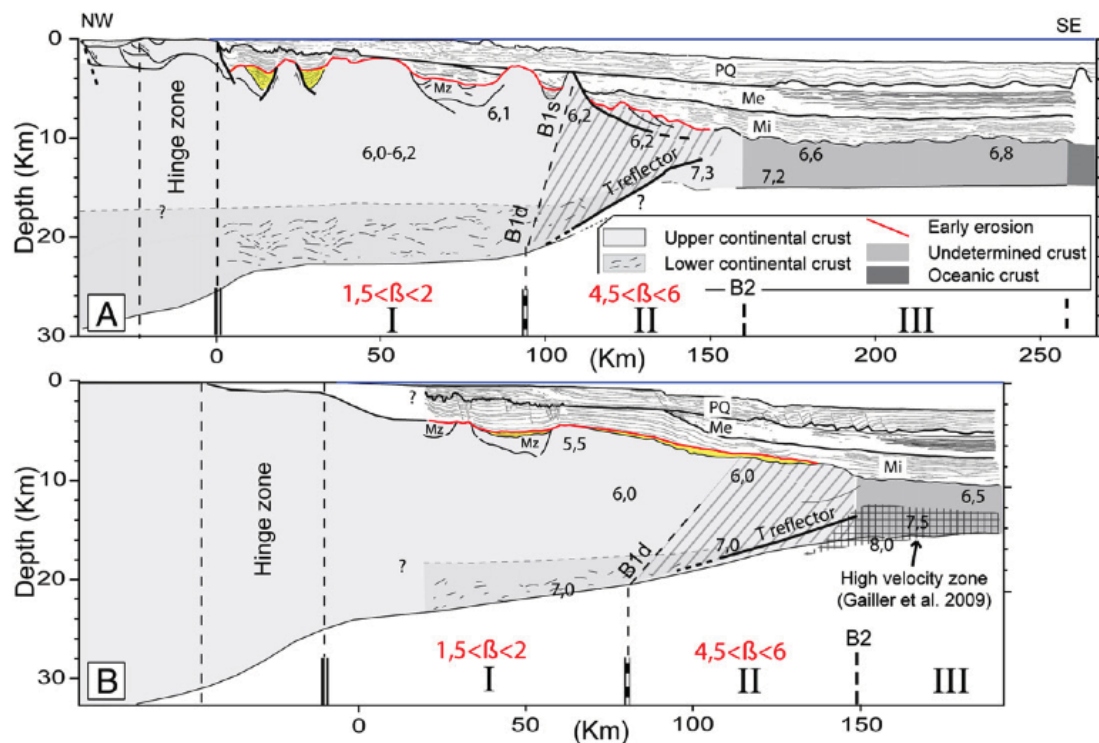 NW
SE
0
10
20
30
Depth (Km)
Hinge zone
?
Mz
6,1
6,0-6,2
B1s
B1d
6,2
6,2
T reflector
7,3
?
PQ
Me
Mi
6,6
6,8
7,2
Upper continental crust
Lower continental crust
Early erosion
Undetermined crust
Oceanic crust
A
1,5<ß<2
4,5<ß<6
B2
I
II
III
0
50
100
150
200
250
(Km)
0
10
20
30
Depth (Km)
Hinge zone
?
?
Mz
Mz
5,5
6,0
6,0
B1d
7,0
7,0
T reflector
PQ
Me
Mi
6,5
7,5
8,0
High velocity zone
(Gailler et al. 2009)
B
1,5<ß<2
4,5<ß<6
B2
I
II
III
0
50
100
150
(Km)